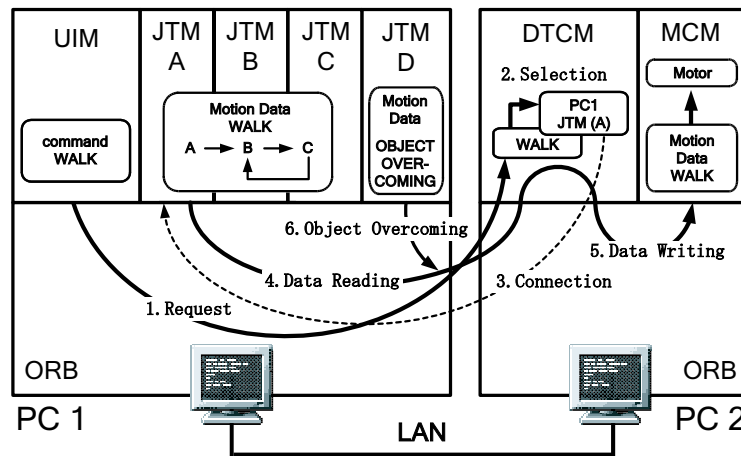 UIM
JTM
A
JTM
B
JTM
C
JTM
D
DTCM
MCM
command
WALK
Motion Data
WALK
A
B
C
Motion
Data
OBJECT
OVER-
COMING
2.Selection
PC1
JTM (A)
WALK
Motor
Motion
Data
WALK
6.Object Overcoming
5.Data Writing
4.Data Reading
3.Connection
1.Request
ORB
ORB
PC 1
PC 2
LAN